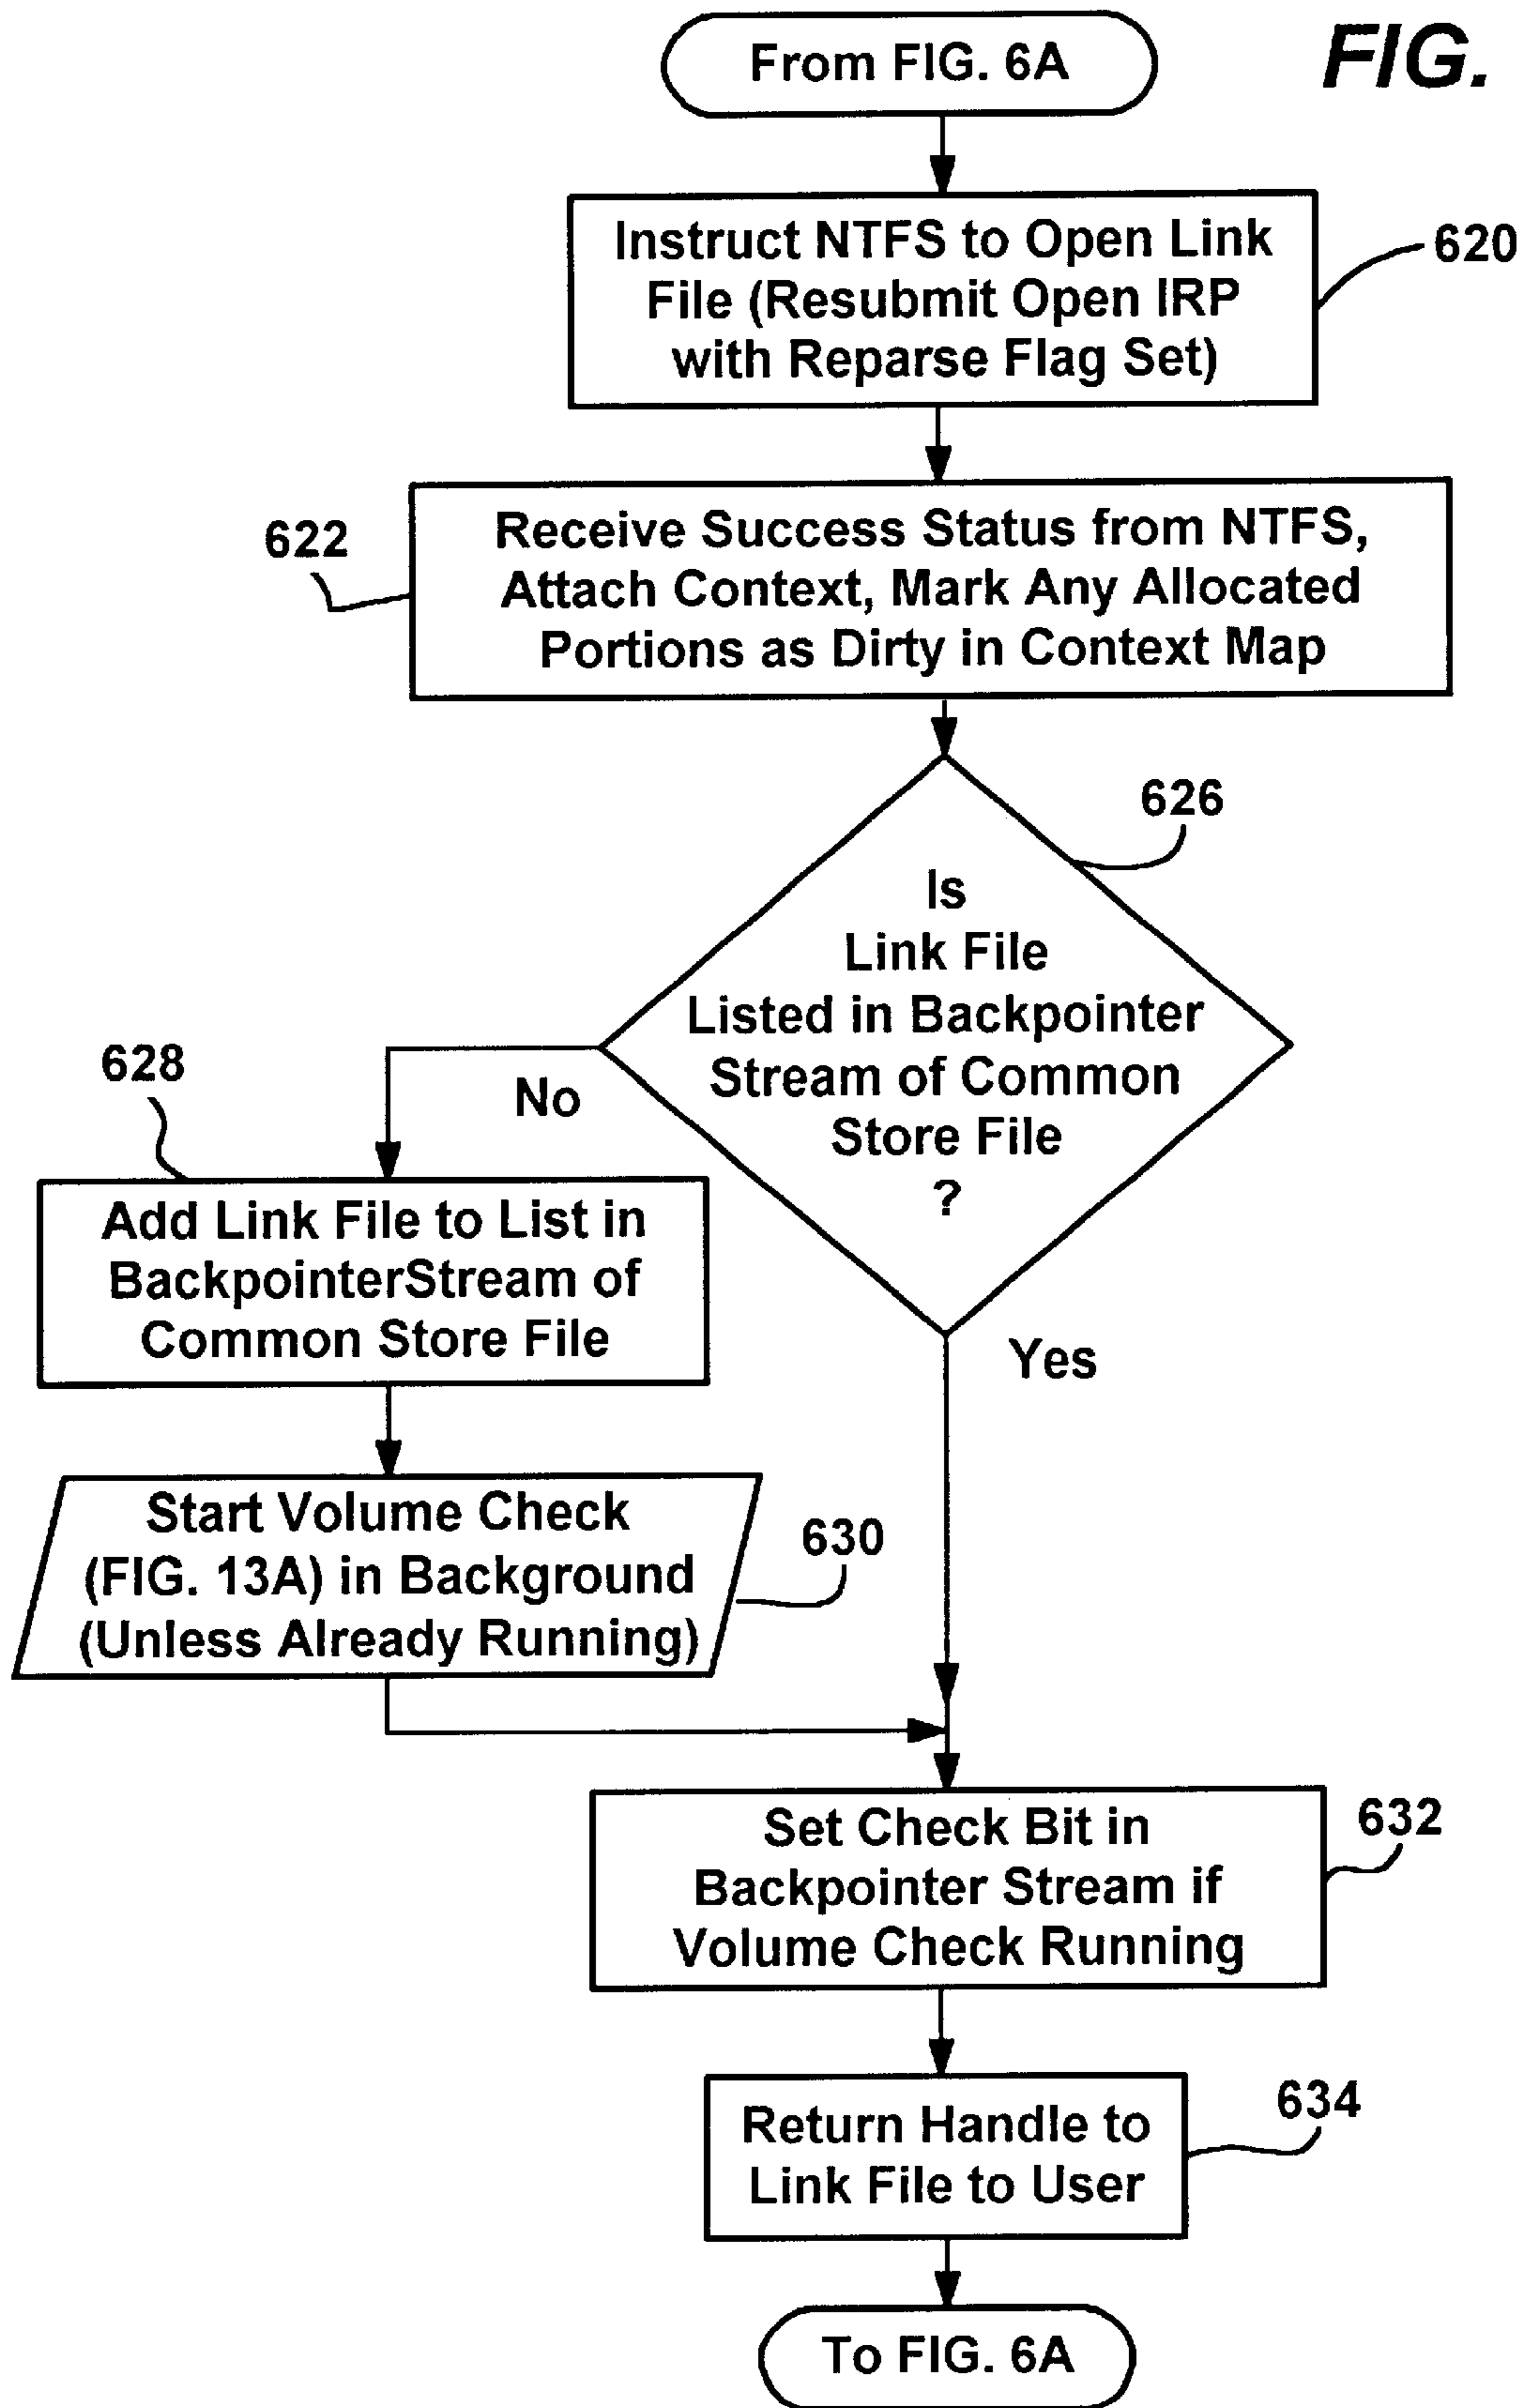 From FIG. 6A
FIG.
Instruct NTFS to Open Link
File (Resubmit Open IRP
with Reparse Flag Set)
620
622
Receive Success Status from NTFS,
Attach Context, Mark Any Allocated
Portions as Dirty in Context Map
626
Is
Link File
Listed in Backpointer
Stream of Common
Store File
?
No
628
Add Link File to List in
BackpointerStream of
Common Store File
Yes
Start Volume Check
(FIG. 13A) in Background
(Unless Already Running)
630
Set Check Bit in
Backpointer Stream if
Volume Check Running
632
Return Handle to
Link File to User
634
To FIG. 6A